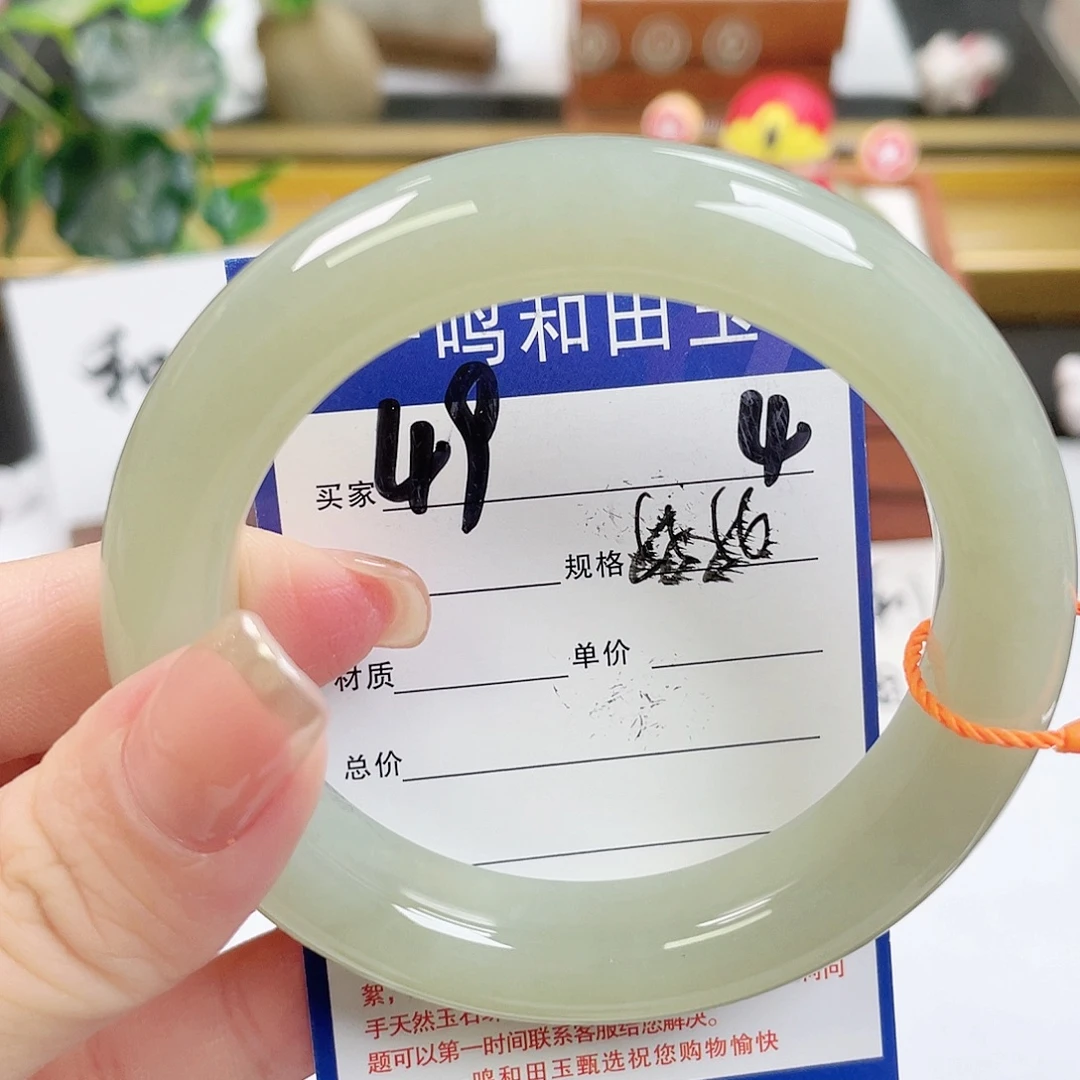 鸣和田玉
和
买家 49 4
规格
材质 单价
总价
絮，
手天然玉石
题可以第一时间联系客服给您解决。
鸣和田玉甄选祝您购物愉快